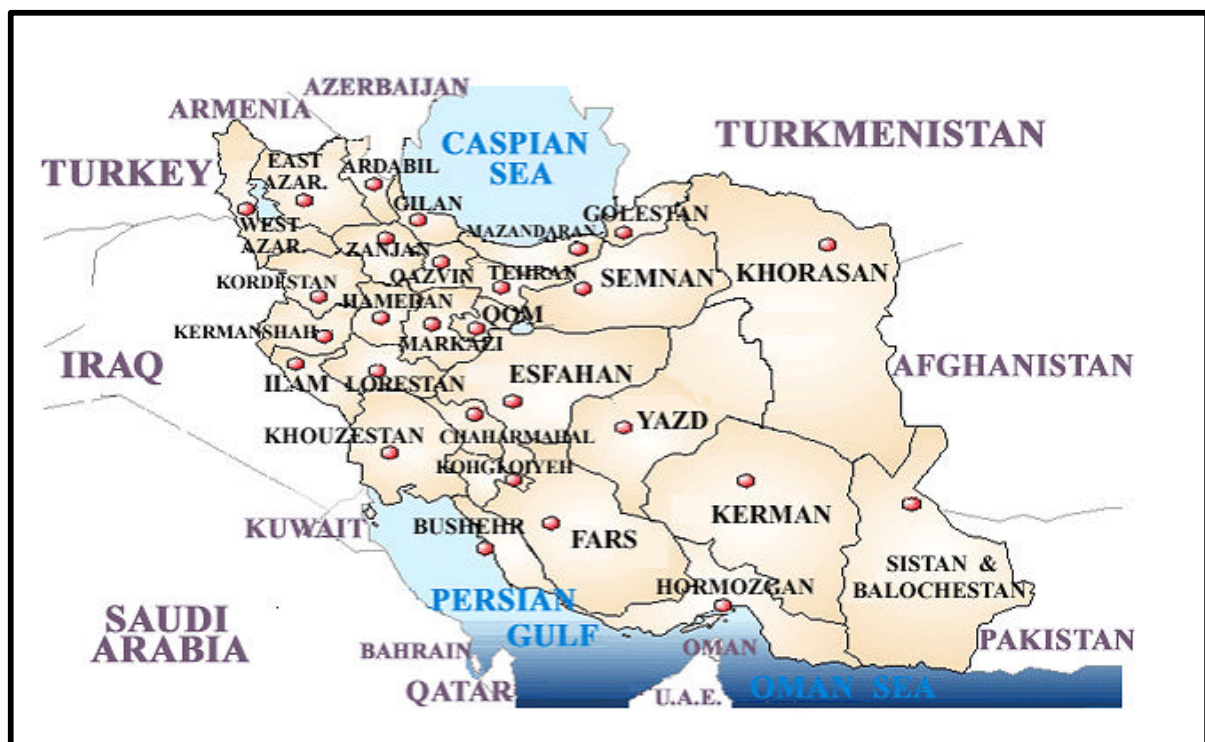 AZERBAIJAN
ARMENIA
CASPIAN
SEA
TURKMENISTAN
TURKEY
EAST
AZAR.
ARDABIL
GILAN
GOLESTAN
WEST
AZAR.
MAZANDARAN
ZANJAN
QAZVIN
TEHRAN
SEMNAN
KHORASAN
KORDESTAN
HAMEDAN
QOM
KERMANSHAH
MARKAZI
IRAQ
ILAM
LORESTAN
ESFAHAN
AFGHANISTAN
YAZD
KHOUZESTAN
CHAHARMAHAL
KOHGLOIYEH
KUWAIT
BUSHEHR
FARS
KERMAN
SISTAN &
BALOCHESTAN
HORMOZGAN
PERSIAN
GULF
SAUDI
ARABIA
BAHRAIN
QATAR
OMAN
U.A.E.
OMAN SEA
PAKISTAN